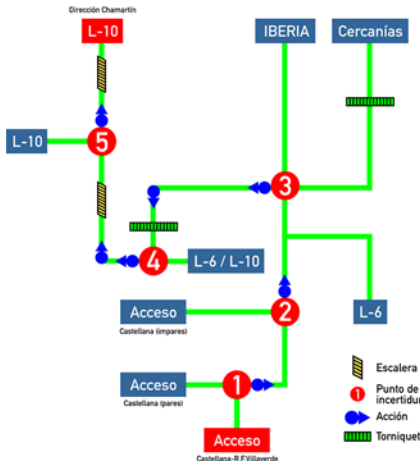 Dirección Chamartín
L-10
IBERIA
Cercanías
L-10
5
3
4
L-6 / L-10
Acceso
Castellana (impares)
2
L-6
Acceso
Castellana (pares)
1
Acceso
Castellana-R.F.Villaverde
Escalera
1
Punto de
incertidu
Acción
Torniquet